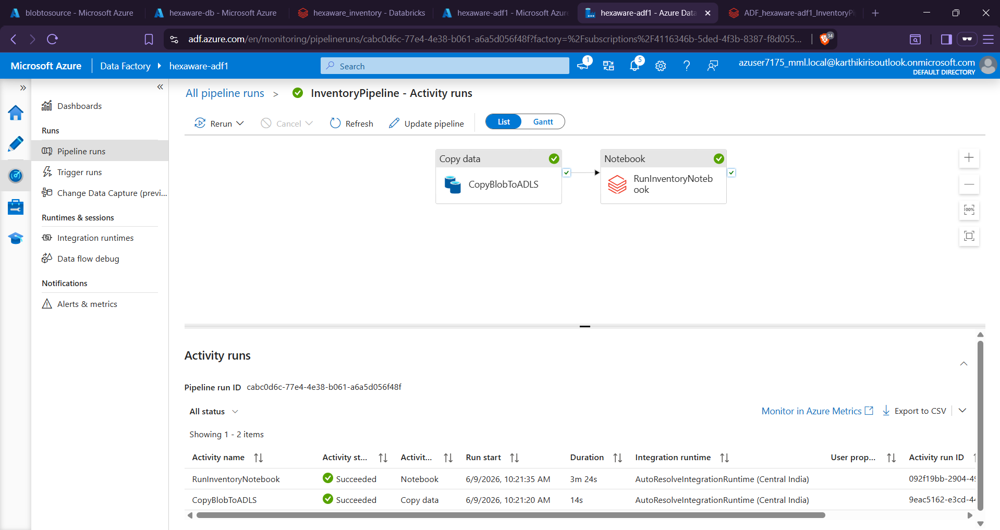 blobtosource - Microsoft Azure
hexaware-db - Microsoft Azure
hexaware_inventory - Databricks
hexaware-adf1 - Microsoft Azure
hexaware-adf1 - Azure Data
ADF_hexaware-adf1_InventoryPi
adf.azure.com/en/monitoring/pipelineruns/cabc0d6c-77e4-4e38-b061-a6a5d056f48f?factory=%2Fsubscriptions%2F4116346b-5ded-4f3b-8387-f8d055...
34
Microsoft Azure
Data Factory
hexaware-adf1
Search
1
5
azuser7175_mml.local@karthikirisoutlook.onmicrosoft.com
DEFAULT DIRECTORY
Dashboards
Runs
Pipeline runs
Trigger runs
Change Data Capture (previ...
Runtimes & sessions
Integration runtimes
Data flow debug
Notifications
Alerts & metrics
All pipeline runs > InventoryPipeline - Activity runs
Rerun
Cancel
Refresh
Update pipeline
List
Gantt
Copy data
CopyBlobToADLS
Notebook
RunInventoryNoteb
ook
100%
Activity runs
Pipeline run ID cabc0d6c-77e4-4e38-b061-a6a5d056f48f
All status
Monitor in Azure Metrics
Export to CSV
Showing 1 - 2 items
Activity name Activity st... Activit... Run start Duration Integration runtime User prop... Activity run ID
RunInventoryNotebook Succeeded Notebook 6/9/2026, 10:21:35 AM 3m 24s AutoResolveIntegrationRuntime (Central India) 092f19bb-2904-49
CopyBlobToADLS Succeeded Copy data 6/9/2026, 10:21:20 AM 14s AutoResolveIntegrationRuntime (Central India) 9eac5162-e3cd-44